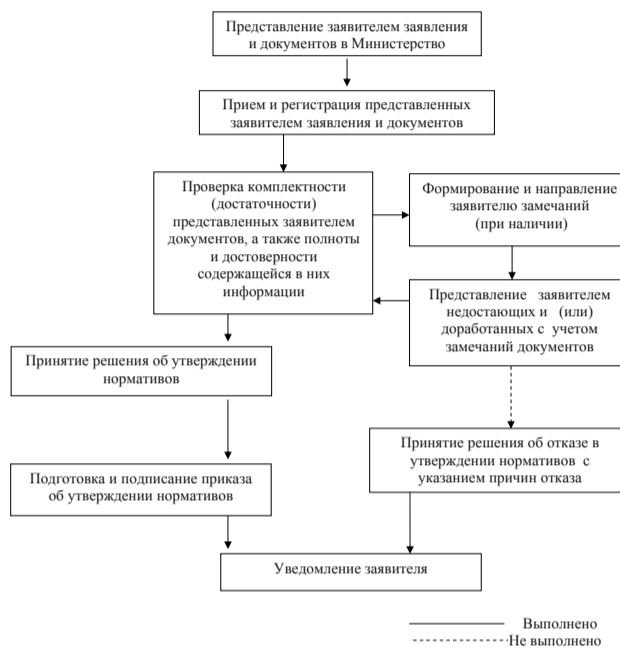 Представление заявителем заявления
и документов в Министерство
Прием и регистрация представленных
заявителем заявления и документов
Проверка комплектности
(достаточности)
представленных заявителем
документов, а также полноты
и достоверности
содержащейся в них
информации
Формирование и направление
заявителю замечаний
(при наличии)
Представление заявителем
недостающих и (или)
доработанных с учетом
замечаний документов
Принятие решения об утверждении
нормативов
Принятие решения об отказе в
утверждении нормативов с
указанием причин отказа
Подготовка и подписание приказа
об утверждении нормативов
Уведомление заявителя
Выполнено
Не выполнено